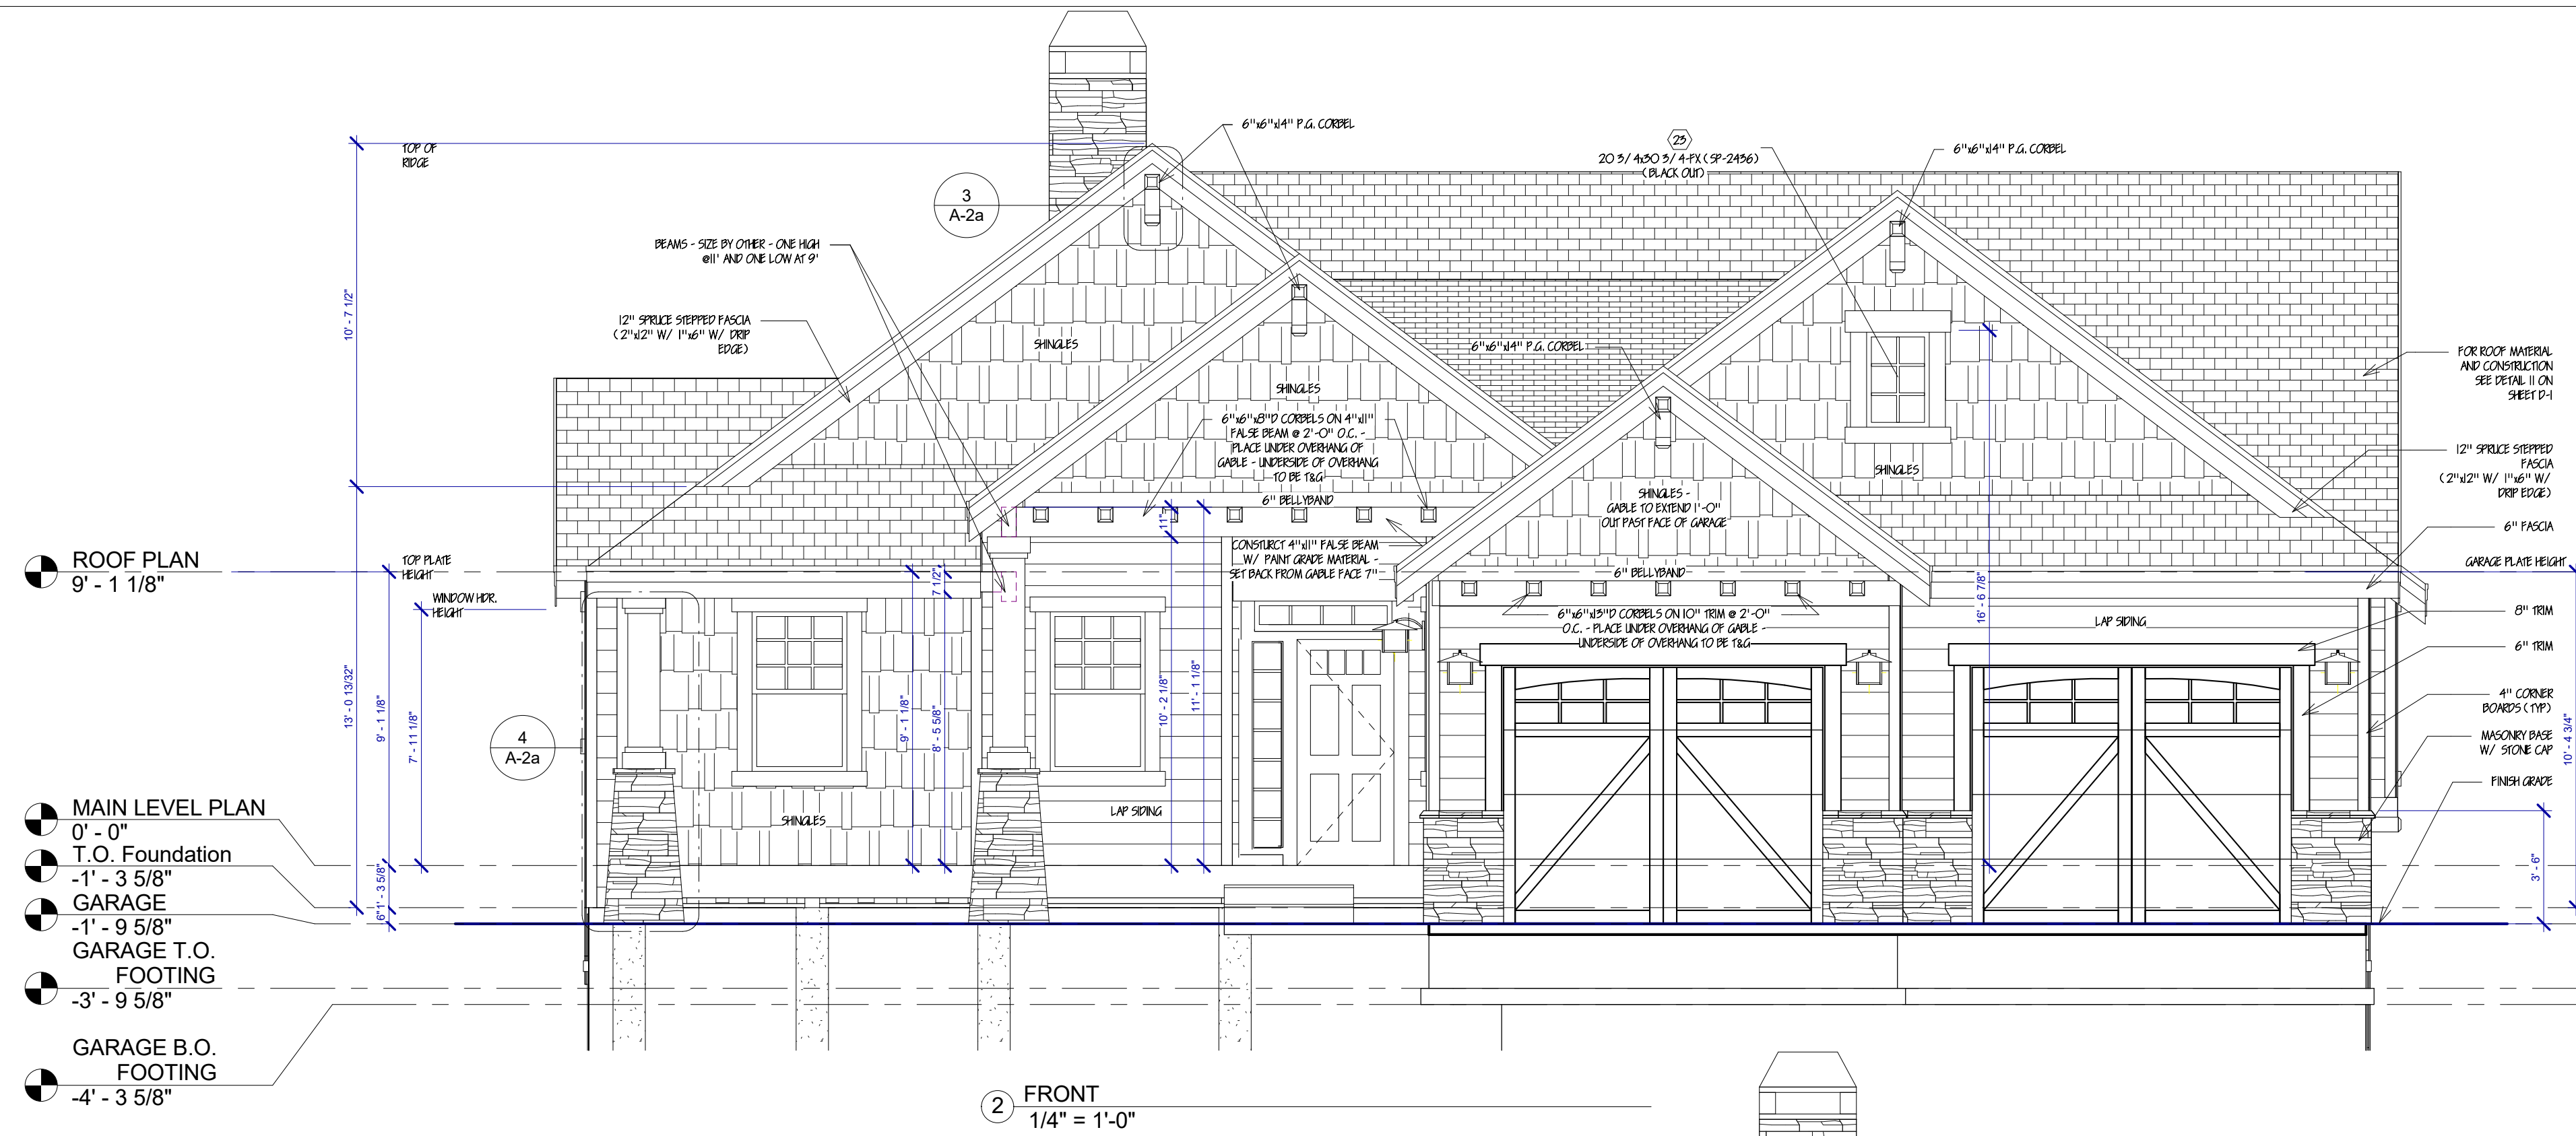 6"x6"x14" P.G. CORBEL
23
20 3/4x30 3/4-FX (SP-2436)
(BLACK OUT)
6"x6"x14" P.G. CORBEL
TOP OF
RIDGE
3
A-2a
BEAMS - SIZE BY OTHER - ONE HIGH
@11' AND ONE LOW AT 9'
10' - 7 1/2"
12" SPRUCE STEPPED FASCIA
(2"x12" W/ 1"x6" W/ DRIP
EDGE)
SHINGLES
6"x6"x14" P.G. CORBEL
FOR ROOF MATERIAL
AND CONSTRUCTION
SEE DETAIL 11 ON
SHEET D-1
SHINGLES
6"x6"x8"D CORBELS ON 4"x11"
FALSE BEAM @ 2'-0" O.C. -
PLACE UNDER OVERHANG OF
GABLE - UNDERSIDE OF OVERHANG
TO BE T&G
6" BELLYBAND
SHINGLES
12" SPRUCE STEPPED
FASCIA
(2"x12" W/ 1"x6" W/
DRIP EDGE)
SHINGLES -
GABLE TO EXTEND 1'-0"
OUT PAST FACE OF GARAGE
6" FASCIA
11"
CONSTURCT 4"x11" FALSE BEAM
W/ PAINT GRADE MATERIAL -
SET BACK FROM GABLE FACE 7"
6" BELLYBAND
GARAGE PLATE HEIGHT
ROOF PLAN
9' - 1 1/8"
TOP PLATE
HEIGHT
WINDOW HDR.
HEIGHT
7 1/2"
16' - 6 7/8"
6"x6"x13"D CORBELS ON 10" TRIM @ 2'-0"
O.C. - PLACE UNDER OVERHANG OF GABLE -
UNDERSIDE OF OVERHANG TO BE T&G
LAP SIDING
8" TRIM
6" TRIM
4" CORNER
BOARDS (TYP)
MASONRY BASE
W/ STONE CAP
FINISH GRADE
13' - 0 13/32"
9' - 1 1/8"
7' - 11 1/8"
4
A-2a
9' - 1 1/8"
8' - 5 5/8"
10' - 2 1/8"
11' - 1 1/8"
10' - 4 3/4"
3' - 6"
SHINGLES
LAP SIDING
MAIN LEVEL PLAN
0' - 0"
T.O. Foundation
-1' - 3 5/8"
1' - 3 5/8"
6"
GARAGE
-1' - 9 5/8"
GARAGE T.O.
FOOTING
-3' - 9 5/8"
GARAGE B.O.
FOOTING
-4' - 3 5/8"
2
FRONT
1/4" = 1'-0"